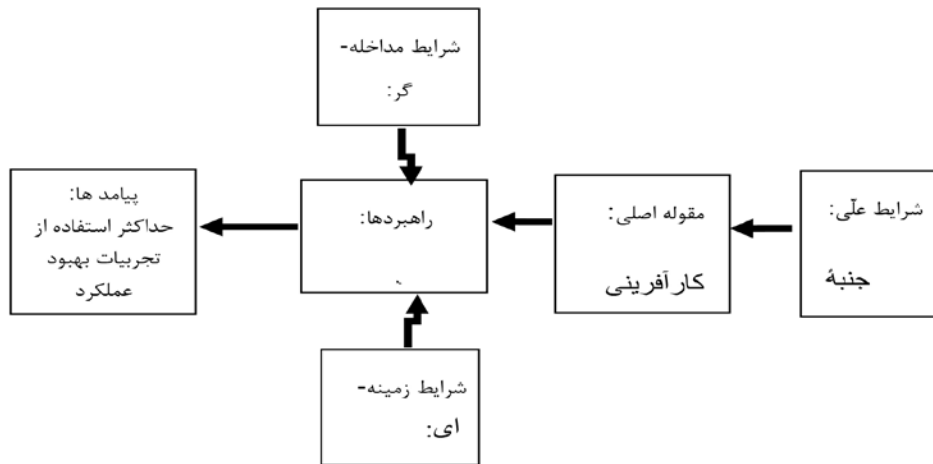 شرایط مداخله-
گر:
شرایط علّی:
جنبهٔ
مقوله اصلی:
کارآفرینی
راهبردها:
پیامد ها:
حداکثر استفاده از
تجربیات بهبود
عملکرد
شرایط زمینه-
ای: